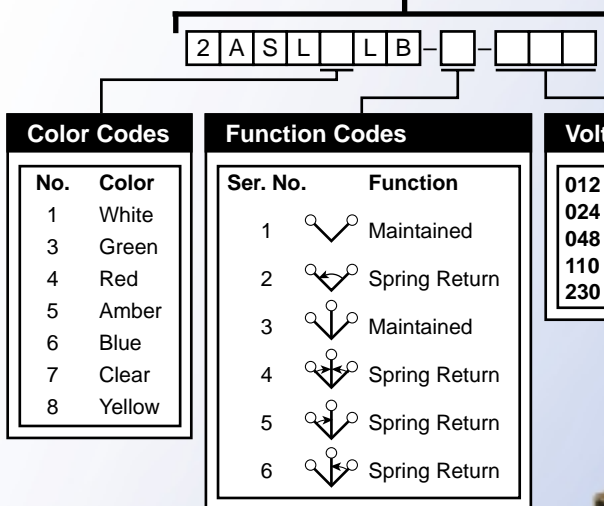 2 A S L L B - -
Color Codes
No. Color
1 White
3 Green
4 Red
5 Amber
6 Blue
7 Clear
8 Yellow
Function Codes
Ser. No. Function
1 Maintained
2 Spring Return
3 Maintained
4 Spring Return
5 Spring Return
6 Spring Return
Volt
012
024
048
110
230